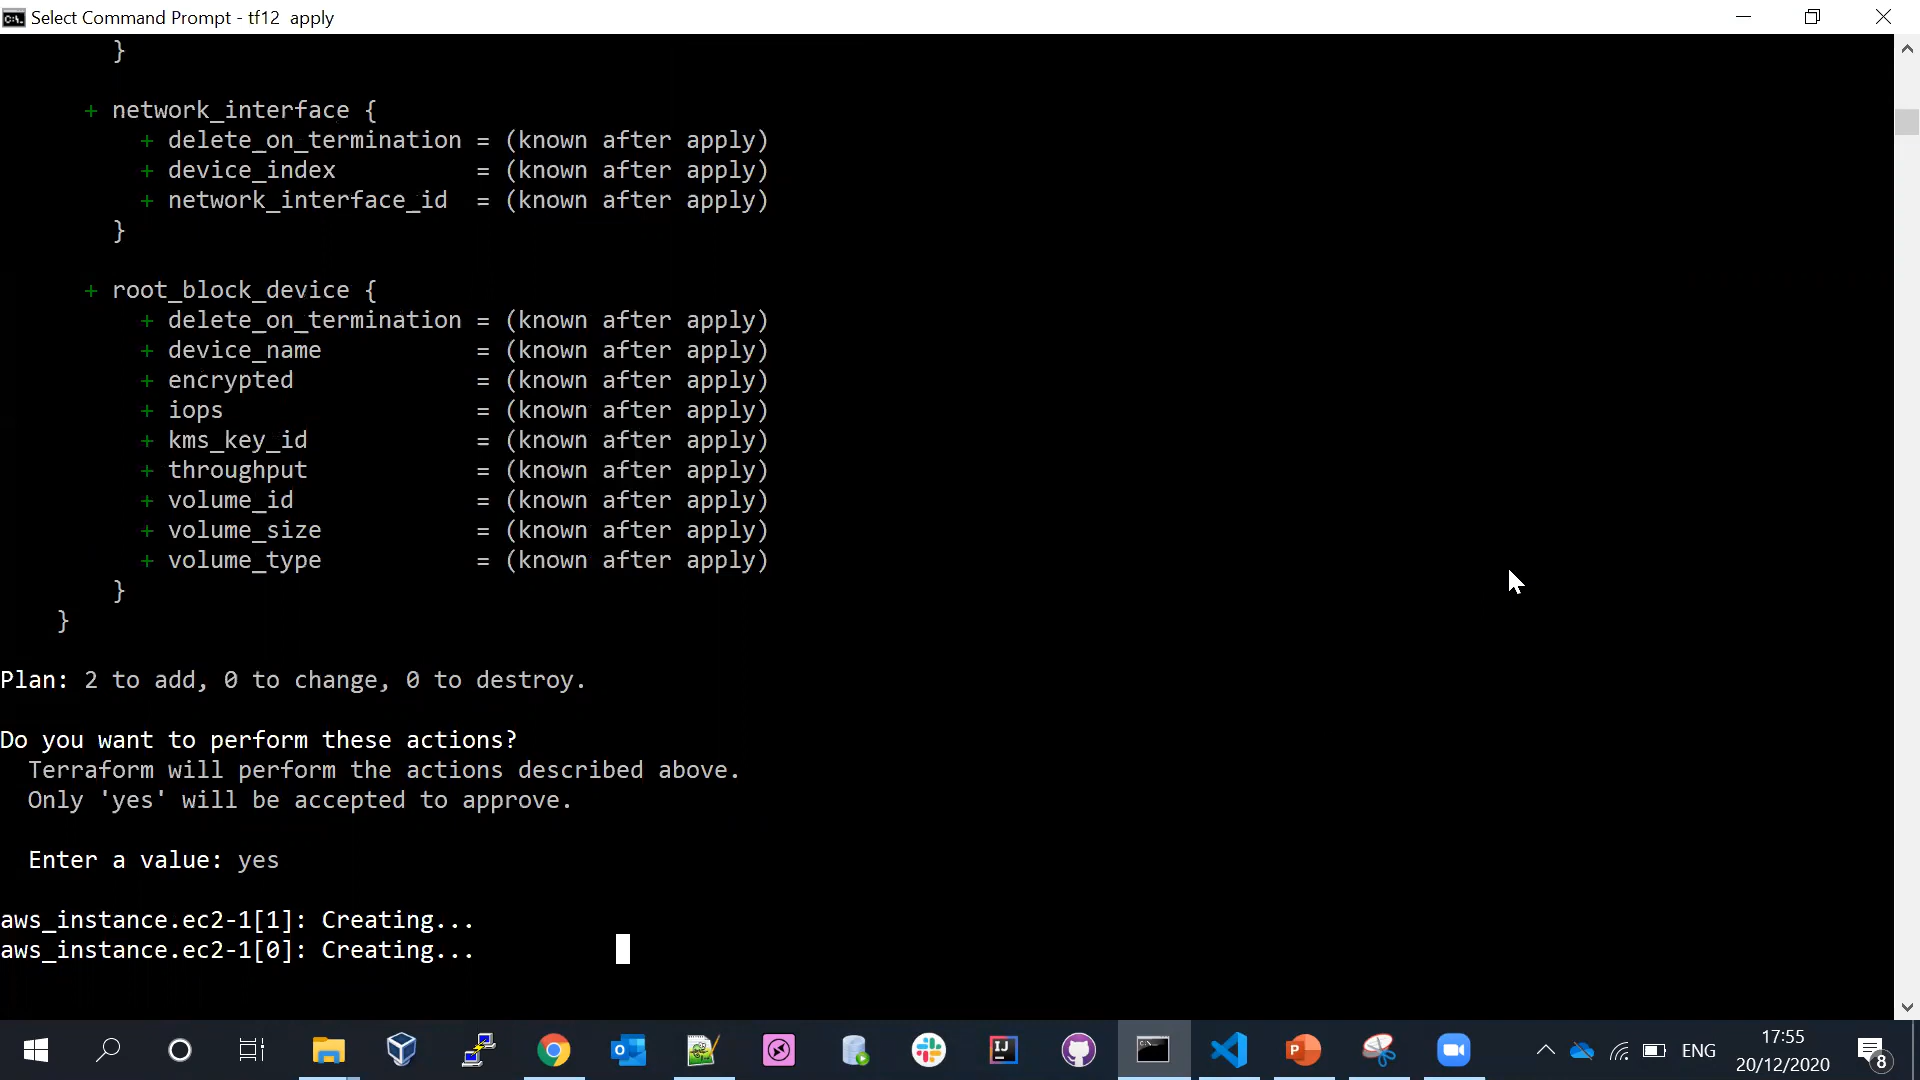 Select Command Prompt - tf12  apply
}
+ network_interface {
+ delete_on_termination = (known after apply)
+ device_index          = (known after apply)
+ network_interface_id  = (known after apply)
}
+ root_block_device {
+ delete_on_termination = (known after apply)
+ device_name           = (known after apply)
+ encrypted             = (known after apply)
+ iops                  = (known after apply)
+ kms_key_id            = (known after apply)
+ throughput            = (known after apply)
+ volume_id             = (known after apply)
+ volume_size           = (known after apply)
+ volume_type           = (known after apply)
}
}
Plan: 2 to add, 0 to change, 0 to destroy.
Do you want to perform these actions?
Terraform will perform the actions described above.
Only 'yes' will be accepted to approve.
Enter a value: yes
aws_instance.ec2-1[1]: Creating...
aws_instance.ec2-1[0]: Creating...
ENG
17:55
20/12/2020
8